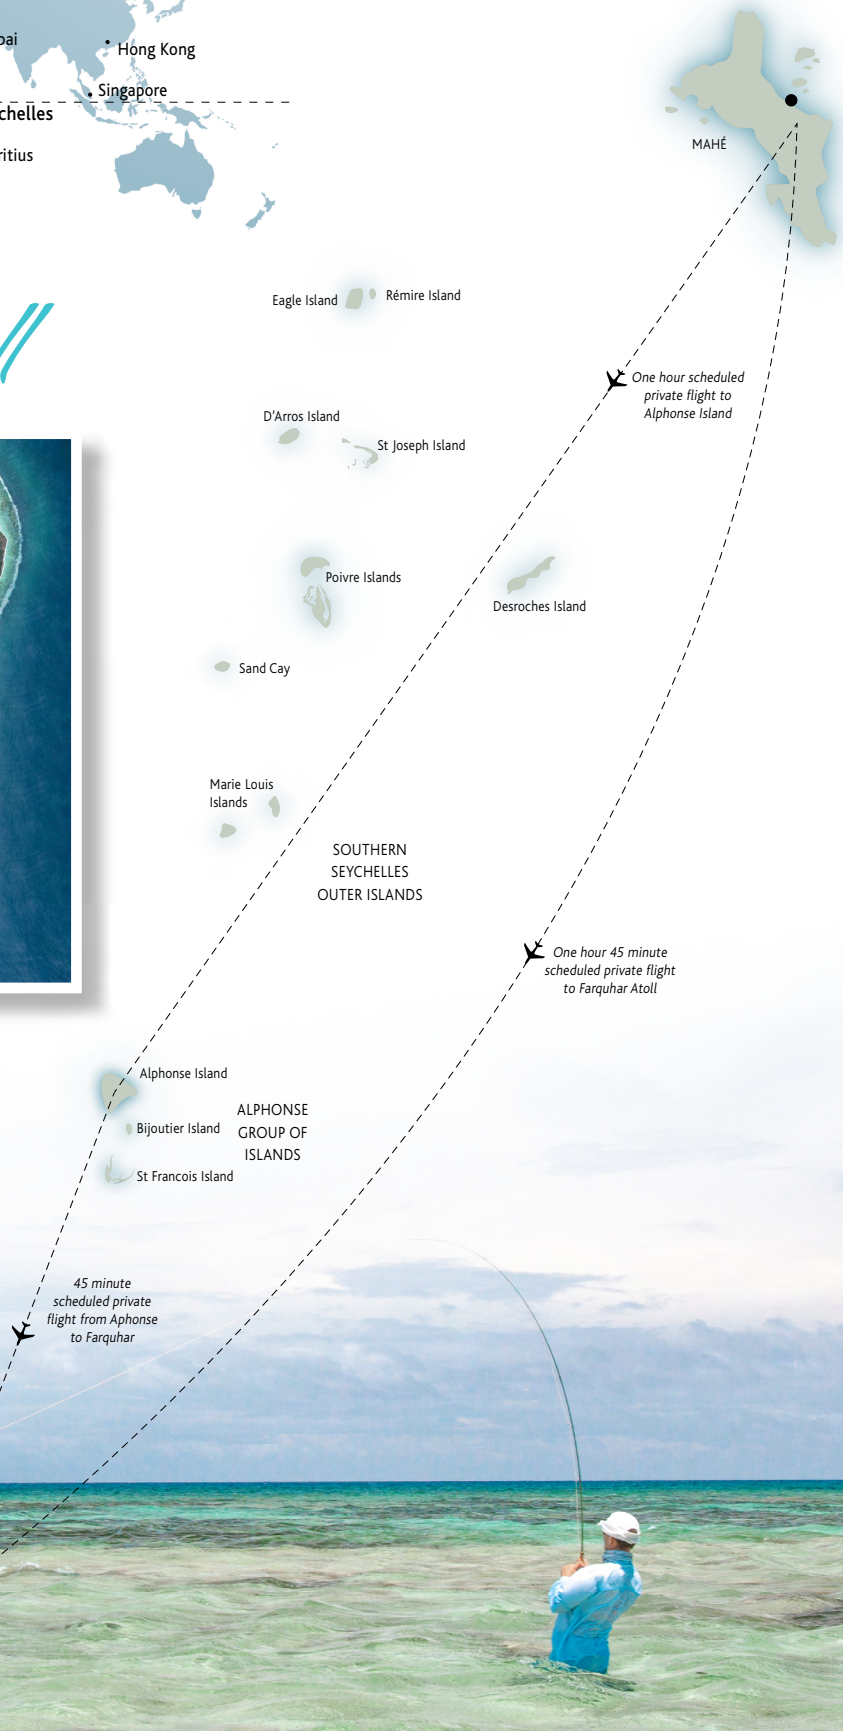 bai
Hong Kong
Singapore
chelles
ritius
MAHÉ
Eagle Island
Rémire Island
One hour scheduled
private flight to
Alphonse Island
D'Arros Island
St Joseph Island
Poivre Islands
Desroches Island
Sand Cay
Marie Louis
Islands
SOUTHERN
SEYCHELLES
OUTER ISLANDS
One hour 45 minute
scheduled private flight
to Farquhar Atoll
Alphonse Island
ALPHONSE
GROUP OF
ISLANDS
Bijoutier Island
St Francois Island
45 minute
scheduled private
flight from Aphonse
to Farquhar